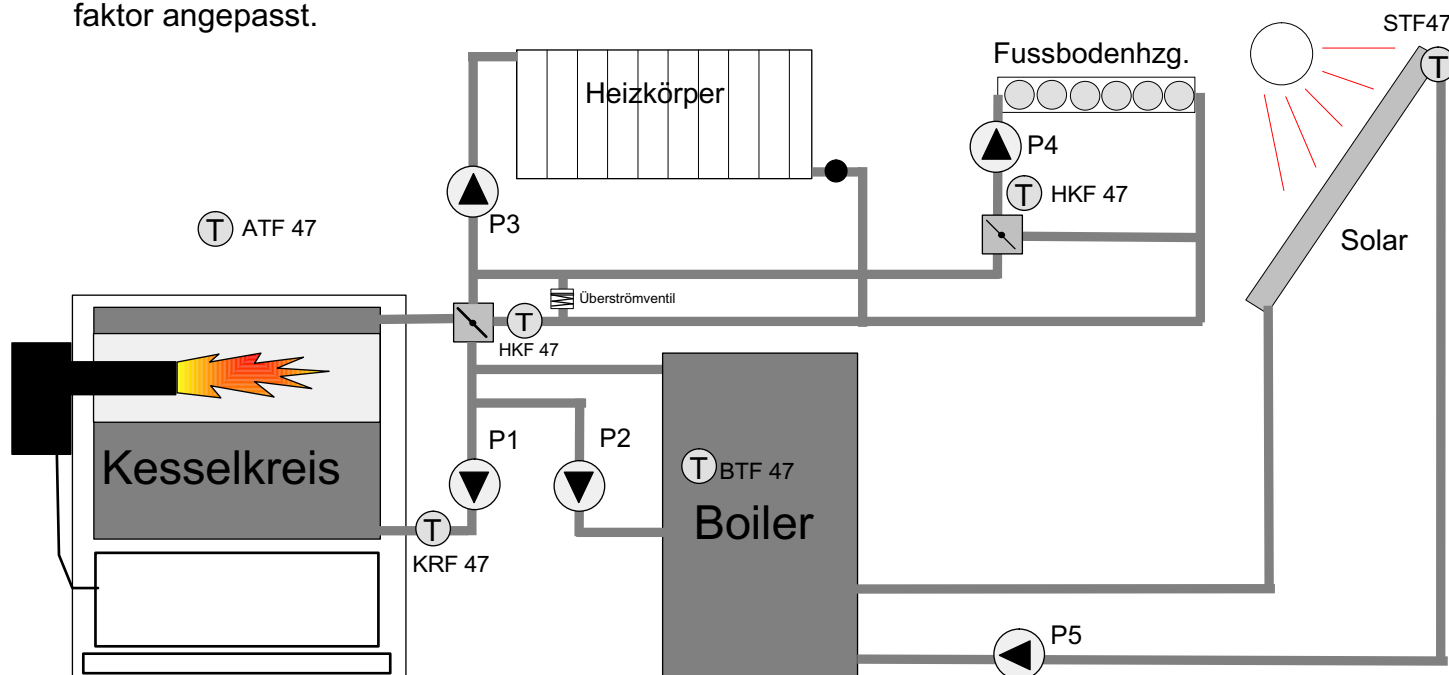 faktor angepasst.
STF47
T
Fussbodenhzg.
Heizkörper
P4
T
HKF 47
T
ATF 47
P3
Solar
Überströmventil
T
HKF 47
P1
P2
Kesselkreis
T
BTF 47
Boiler
T
KRF 47
P5